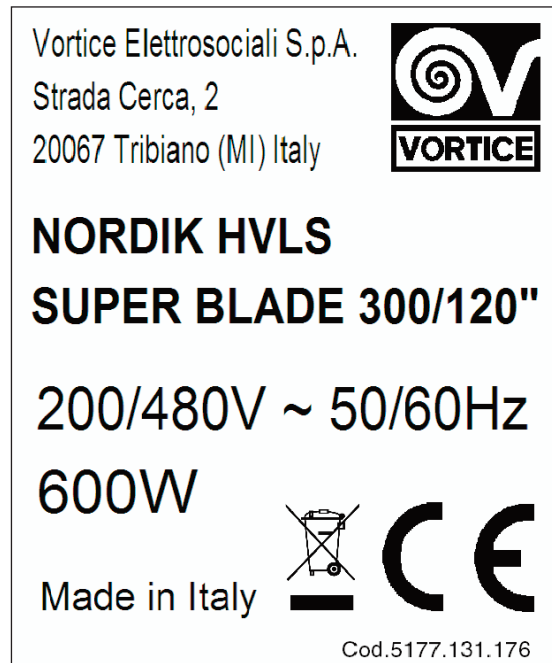 Vortice Elettrosociali S.p.A.
Strada Cerca, 2
20067 Tribiano (MI) Italy
VORTICE
NORDIK HVLS
SUPER BLADE 300/120"
200/480V ~ 50/60Hz
600W
CE
Made in Italy
Cod.5177.131.176